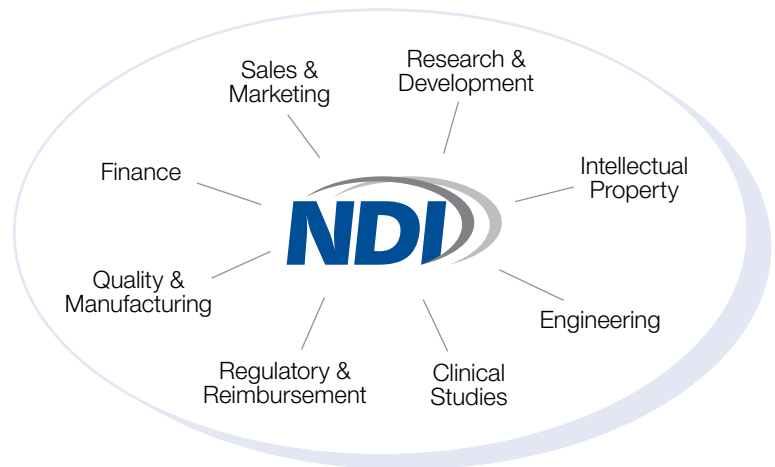 Sales &
Marketing
Research &
Development
Finance
Intellectual
Property
NDI
Quality &
Manufacturing
Engineering
Regulatory &
Reimbursement
Clinical
Studies